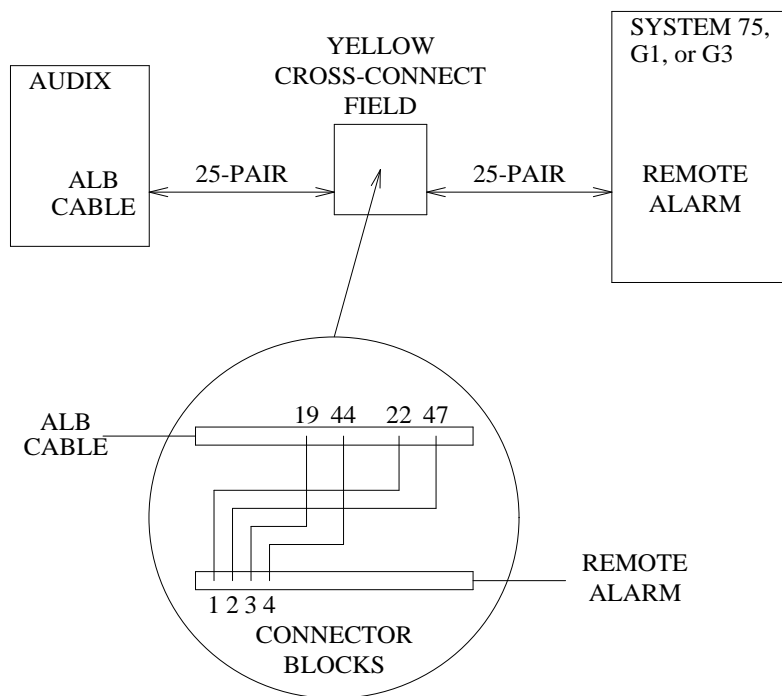 AUDIX
ALB
CABLE
25-PAIR
YELLOW
CROSS-CONNECT
FIELD
25-PAIR
SYSTEM 75,
G1, or G3
REMOTE
ALARM
ALB
CABLE
19 44 22 47
1 2 3 4
REMOTE
ALARM
CONNECTOR
BLOCKS